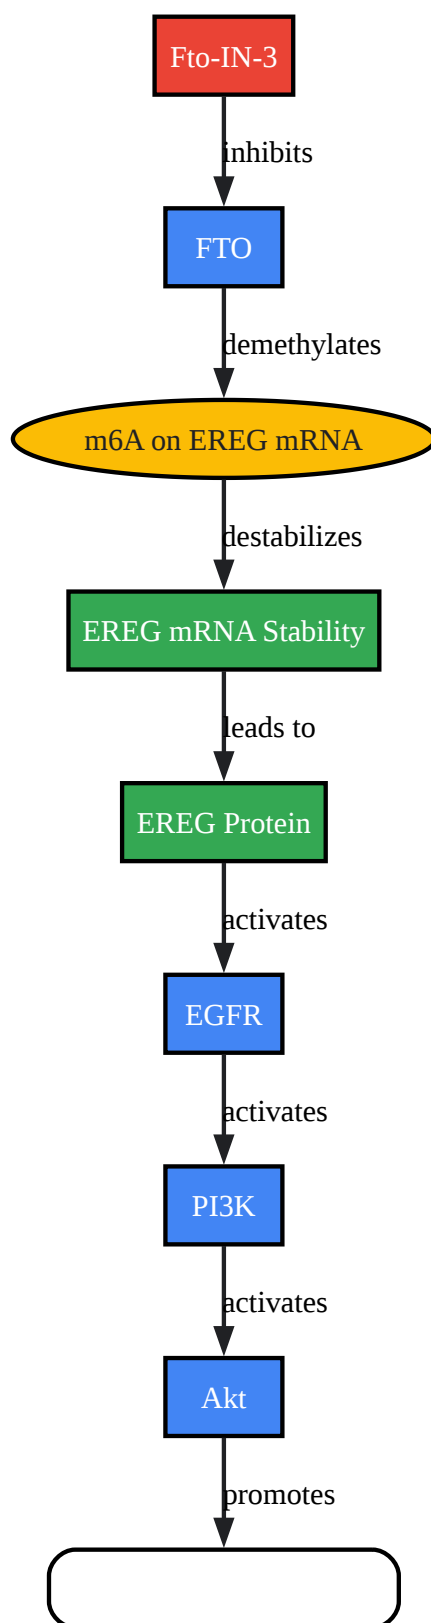 Fto-IN-3
inhibits
FTO
demethylates
m6A on EREG mRNA
destabilizes
EREG mRNA Stability
leads to
EREG Protein
activates
EGFR
activates
PI3K
activates
Akt
promotes